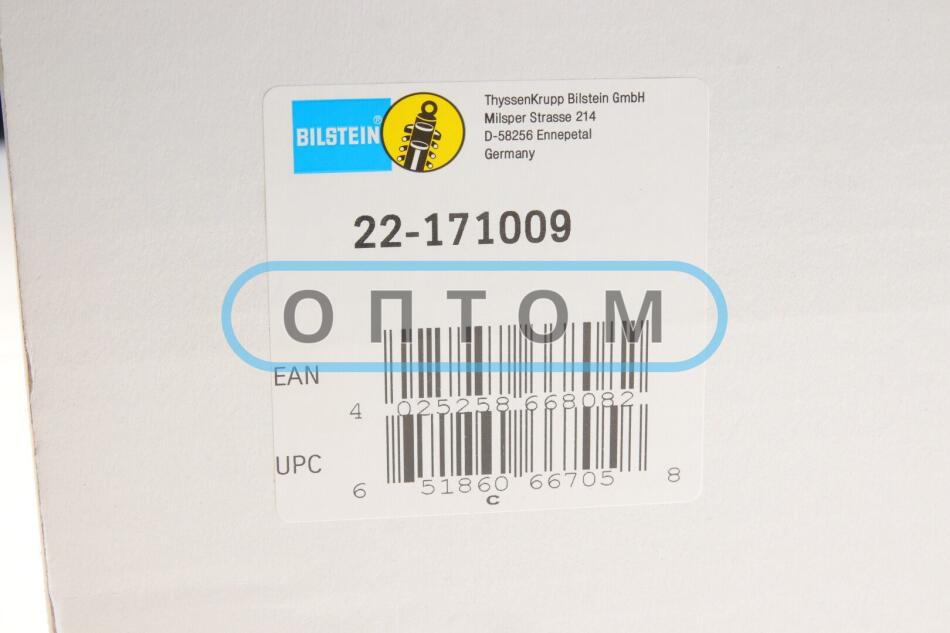 BILSTEIN®
ThyssenKrupp Bilstein GmbH
Milsper Strasse 214
D-58256 Ennepetal
Germany
22-171009
ОПТОМ
EAN
4 025258 668082
UPC
6 51860 66705 8
C